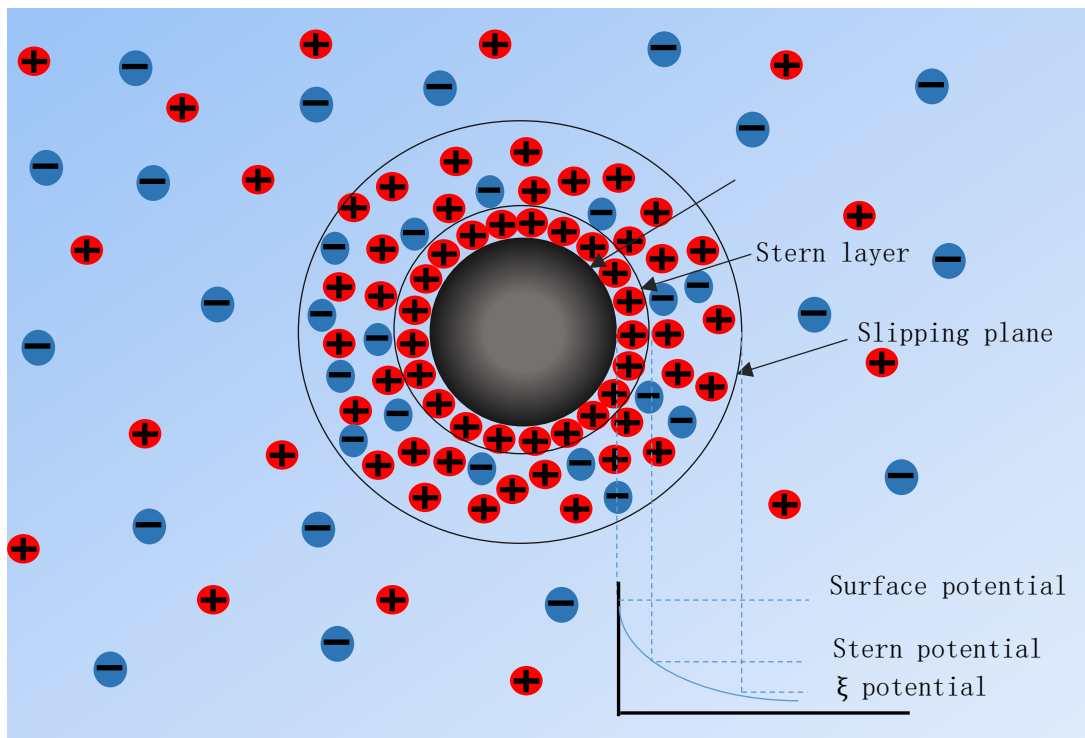 Stern layer
Slipping plane
Surface potential
Stern potential
ξ potential